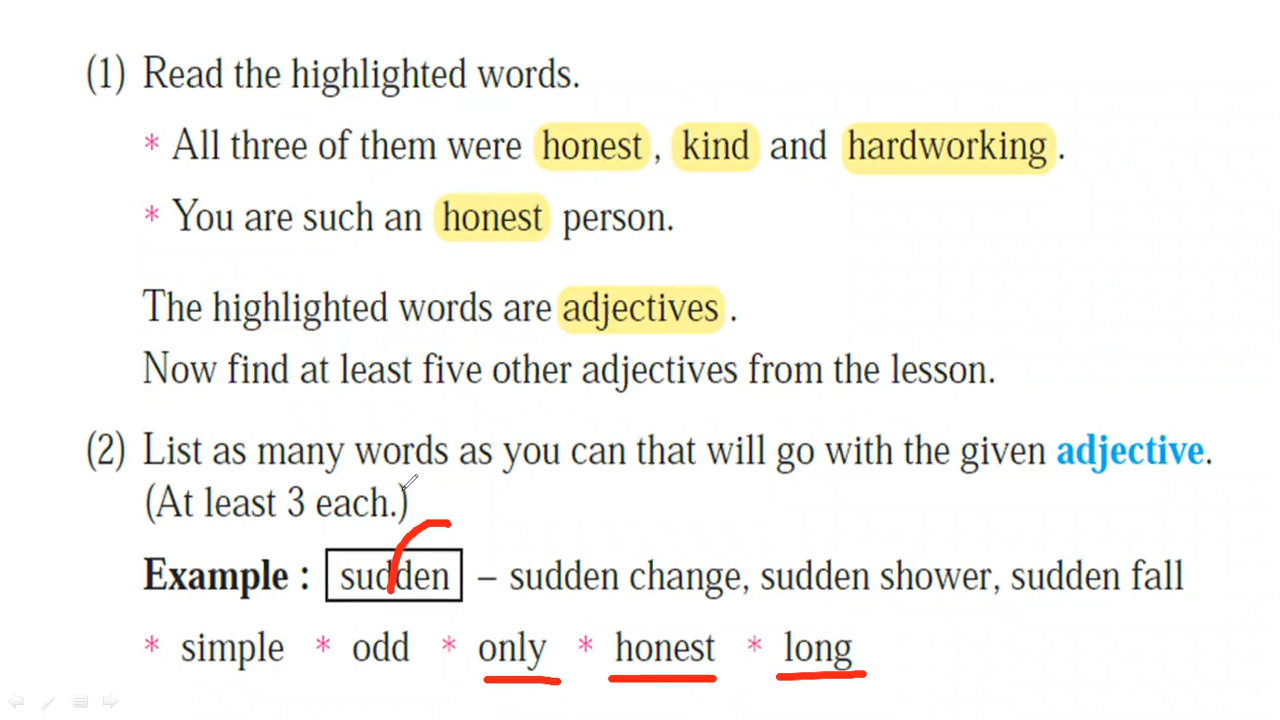 (1) Read the highlighted words.
* All three of them were honest, kind and hardworking.
* You are such an honest person.
The highlighted words are adjectives.
Now find at least five other adjectives from the lesson.
(2) List as many words as you can that will go with the given adjective.
(At least 3 each.)
Example : sudden – sudden change, sudden shower, sudden fall
* simple * odd * only * honest * long